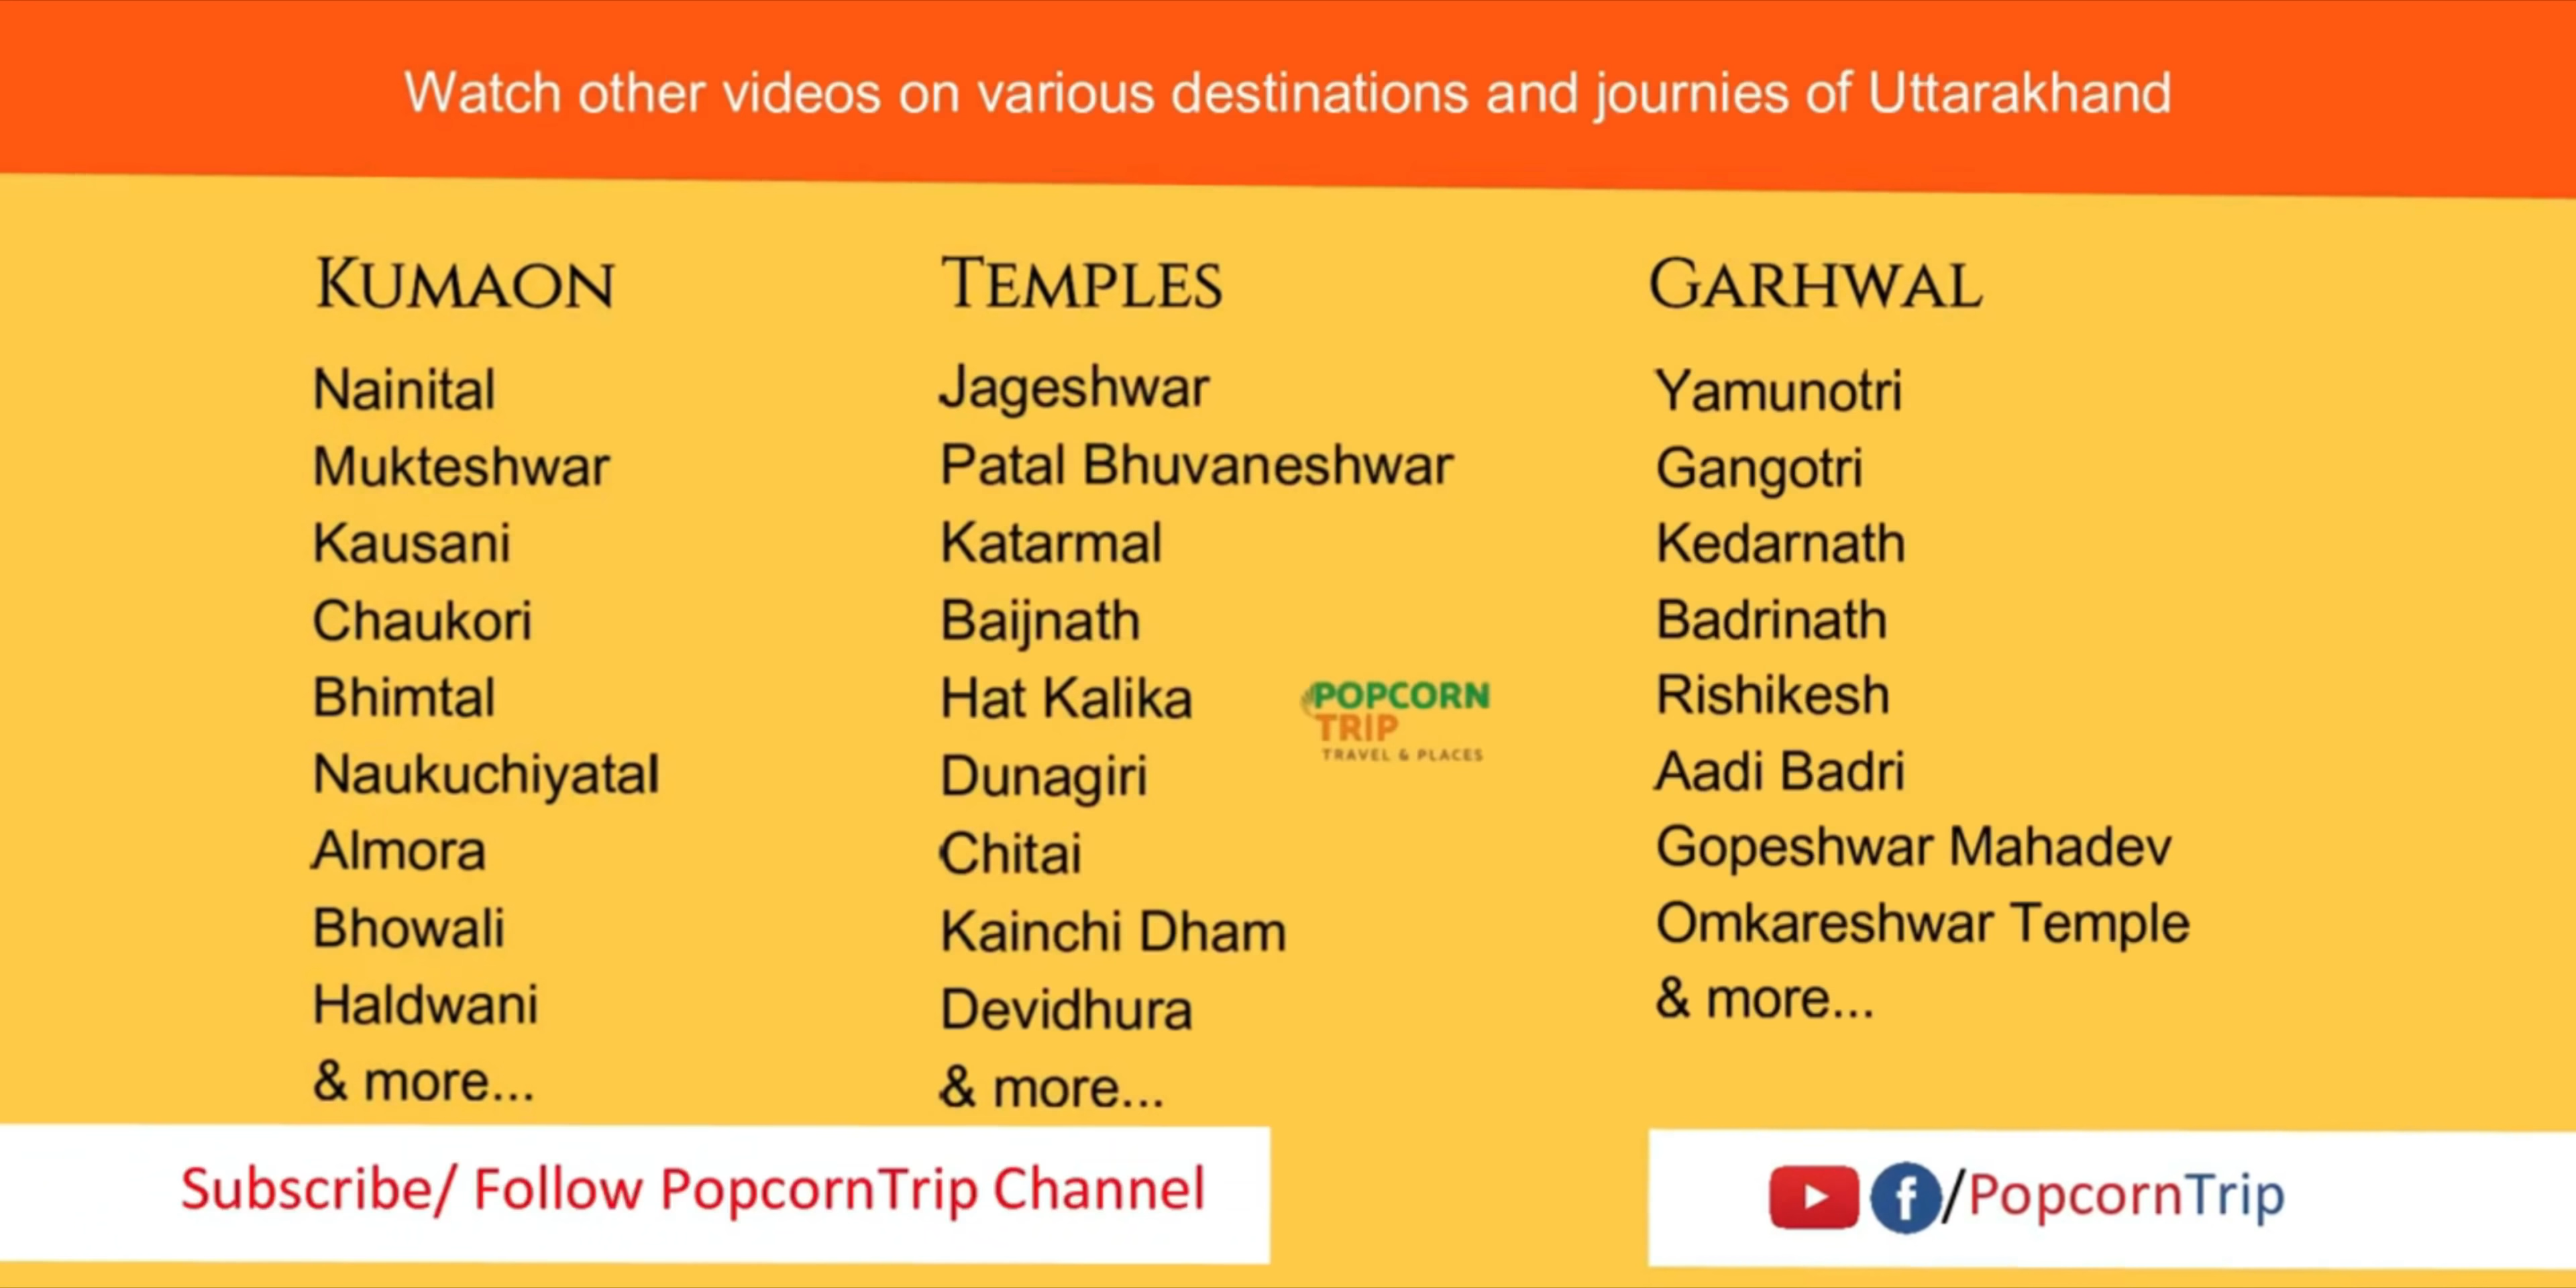 Watch other videos on various destinations and journies of Uttarakhand
KUMAON
Nainital
Mukteshwar
Kausani
Chaukori
Bhimtal
Naukuchiyatal
Almora
Bhowali
Haldwani
& more...
TEMPLES
Jageshwar
Patal Bhuvaneshwar
Katarmal
Baijnath
Hat Kalika
Dunagiri
Chitai
Kainchi Dham
Devidhura
& more...
POPCORN
TRIP
TRAVEL & PLACES
GARHWAL
Yamunotri
Gangotri
Kedarnath
Badrinath
Rishikesh
Aadi Badri
Gopeshwar Mahadev
Omkareshwar Temple
& more...
Subscribe/ Follow PopcornTrip Channel
f/PopcornTrip